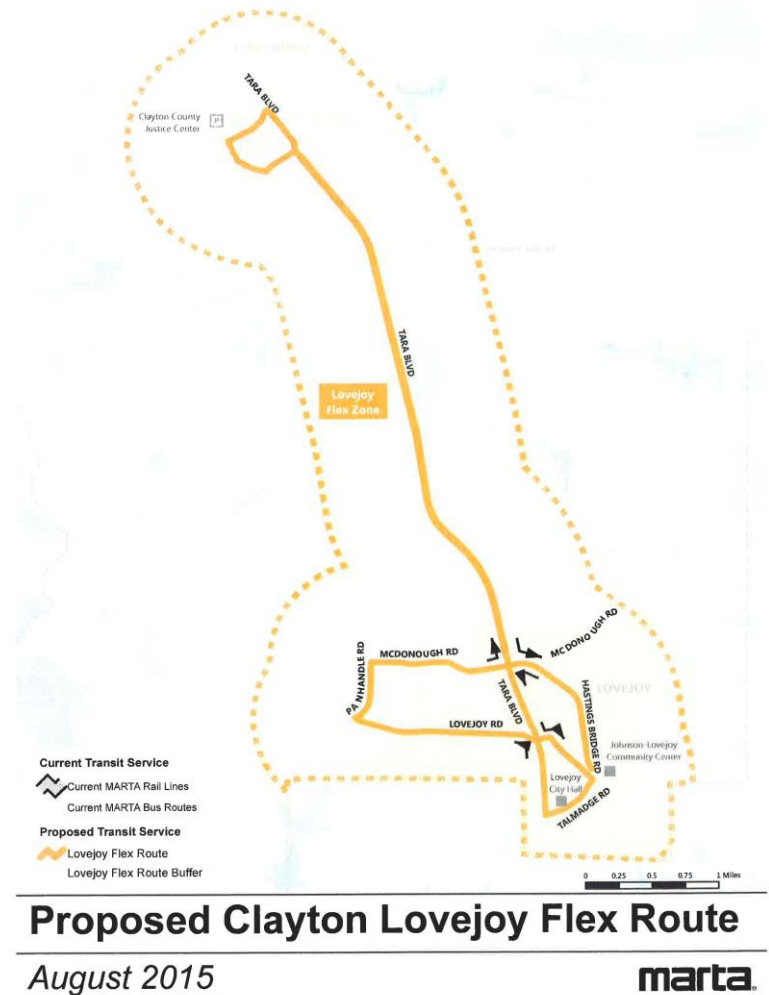 TARA BLVD
Clayton County
Justice Center
P
TARA BLVD
Lovejoy
Flex Zone
MCDONOUGH RD
MCDONOUGH RD
PANHANDLE RD
TARA BLVD
HASTINGS BRIDGE RD
LOVEJOY
LOVEJOY RD
Johnson-Lovejoy
Community Center
Lovejoy
City Hall
TALMADGE RD
Current Transit Service
Current MARTA Rail Lines
Current MARTA Bus Routes
Proposed Transit Service
Lovejoy Flex Route
Lovejoy Flex Route Buffer
0 0.25 0.5 0.75 1 Miles
Proposed Clayton Lovejoy Flex Route
August 2015
marta